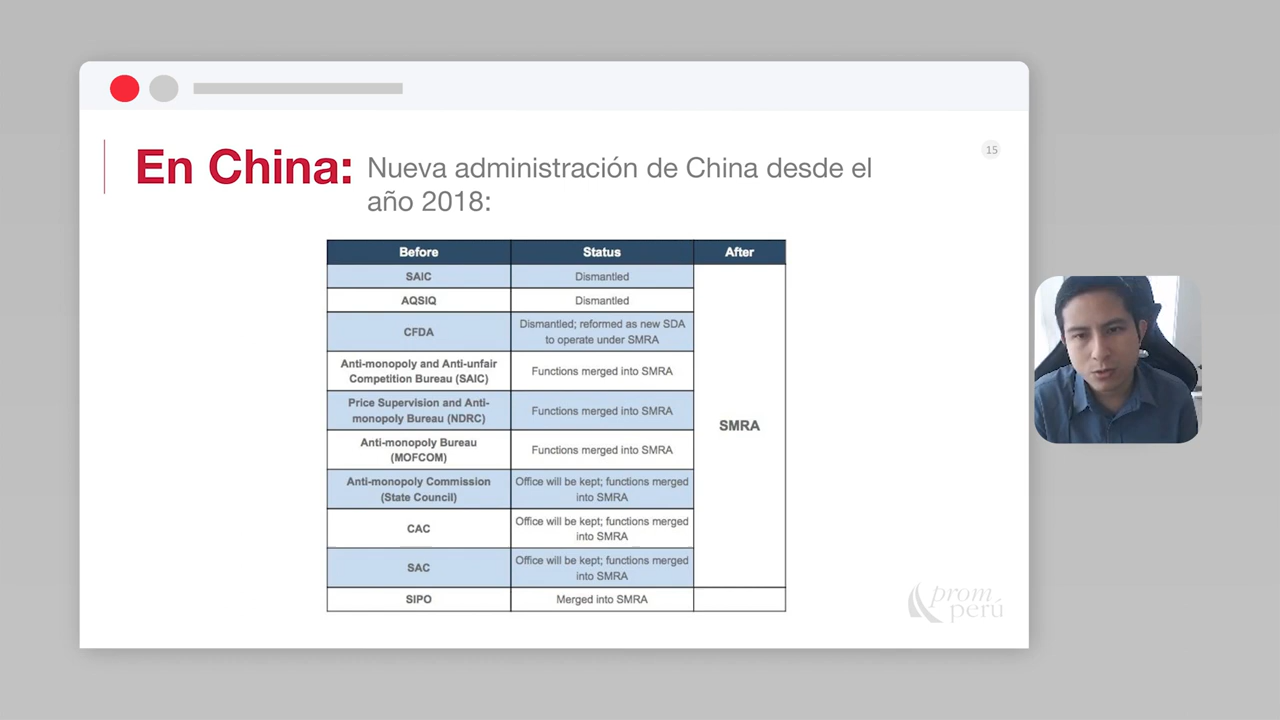 En China:
Nueva administración de China desde el
año 2018:
15
Before
Status
After
SAIC
Dismantled
AQSIQ
Dismantled
CFDA
Dismantled; reformed as new SDA
to operate under SMRA
Anti-monopoly and Anti-unfair
Competition Bureau (SAIC)
Functions merged into SMRA
Price Supervision and Anti-
monopoly Bureau (NDRC)
Functions merged into SMRA
Anti-monopoly Bureau
(MOFCOM)
Functions merged into SMRA
Anti-monopoly Commission
(State Council)
Office will be kept; functions merged
into SMRA
CAC
Office will be kept; functions merged
into SMRA
SAC
Office will be kept; functions merged
into SMRA
SMRA
SIPO
Merged into SMRA
prom
perú